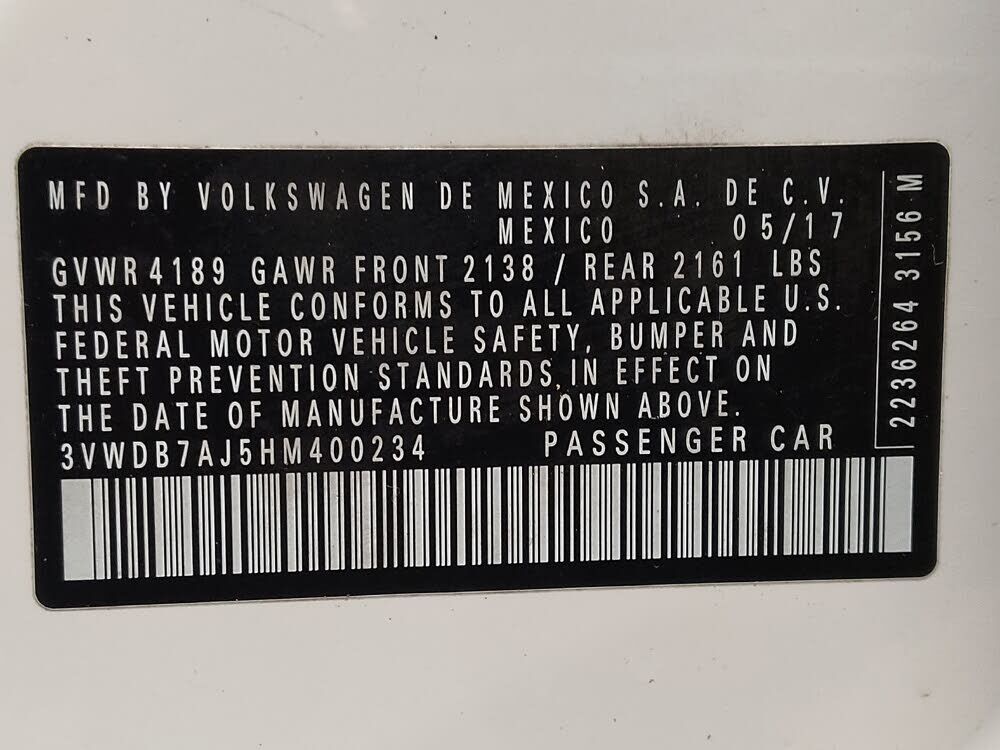 MFD BY VOLKSWAGEN DE MEXICO S.A. DE C.V.
MEXICO 05/17
GVWR 4189 GAWR FRONT 2138 / REAR 2161 LBS
THIS VEHICLE CONFORMS TO ALL APPLICABLE U.S.
FEDERAL MOTOR VEHICLE SAFETY, BUMPER AND
THEFT PREVENTION STANDARDS, IN EFFECT ON
THE DATE OF MANUFACTURE SHOWN ABOVE.
3VWDB7AJ5HM400234 PASSENGER CAR
2236264 3156 M